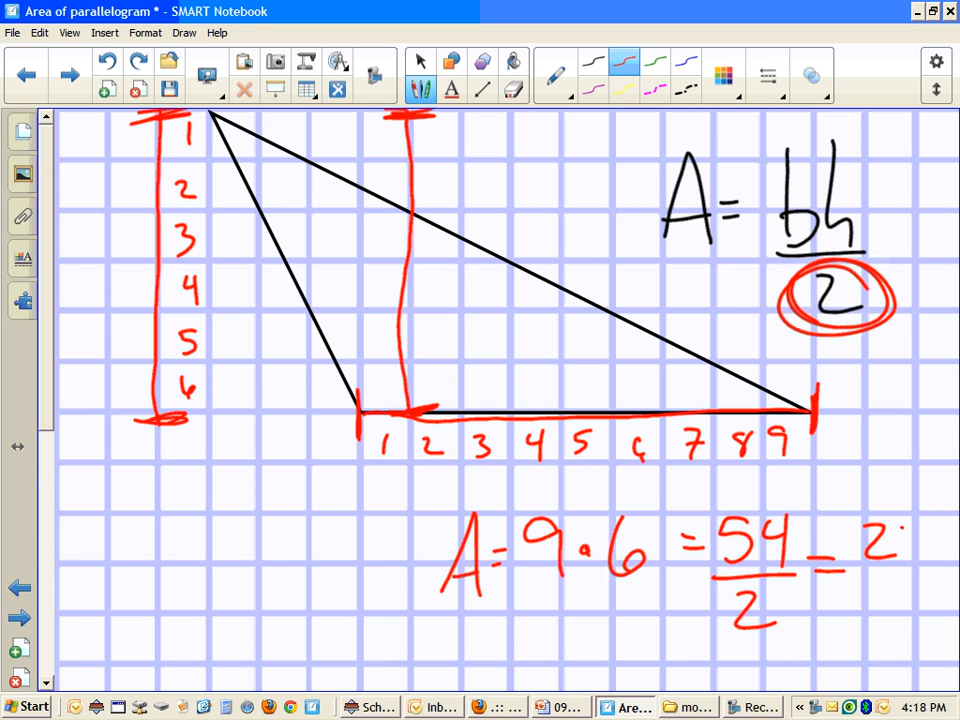 Area of parallelogram * - SMART Notebook
File Edit View Insert Format Draw Help
1
2
3
4
5
6
A = bh
2
1 2 3 4 5 6 7 8 9
A = 9 · 6 = 54 = 2
2
Start Sch... Inb... .:: ... 09... Are... mo... Rec... « 4:18 PM